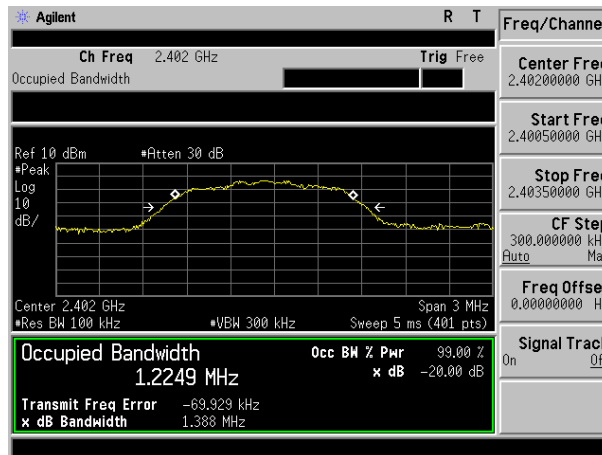 Agilent R T
Freq/Channe
Ch Freq 2.402 GHz Trig Free
Occupied Bandwidth
Center Fre
2.40200000 GH
Start Fre
2.40050000 GH
Stop Fre
2.40350000 GH
CF Ste
300.000000 kH
Auto Ma
Freq Offse
0.00000000 H
Signal Trac
On Of
Ref 10 dBm #Atten 30 dB
#Peak
Log
10
dB/
Center 2.402 GHz Span 3 MHz
#Res BW 100 kHz #VBW 300 kHz Sweep 5 ms (401 pts)
Occupied Bandwidth Occ BW % Pwr 99.00 %
1.2249 MHz x dB -20.00 dB
Transmit Freq Error -69.929 kHz
x dB Bandwidth 1.388 MHz